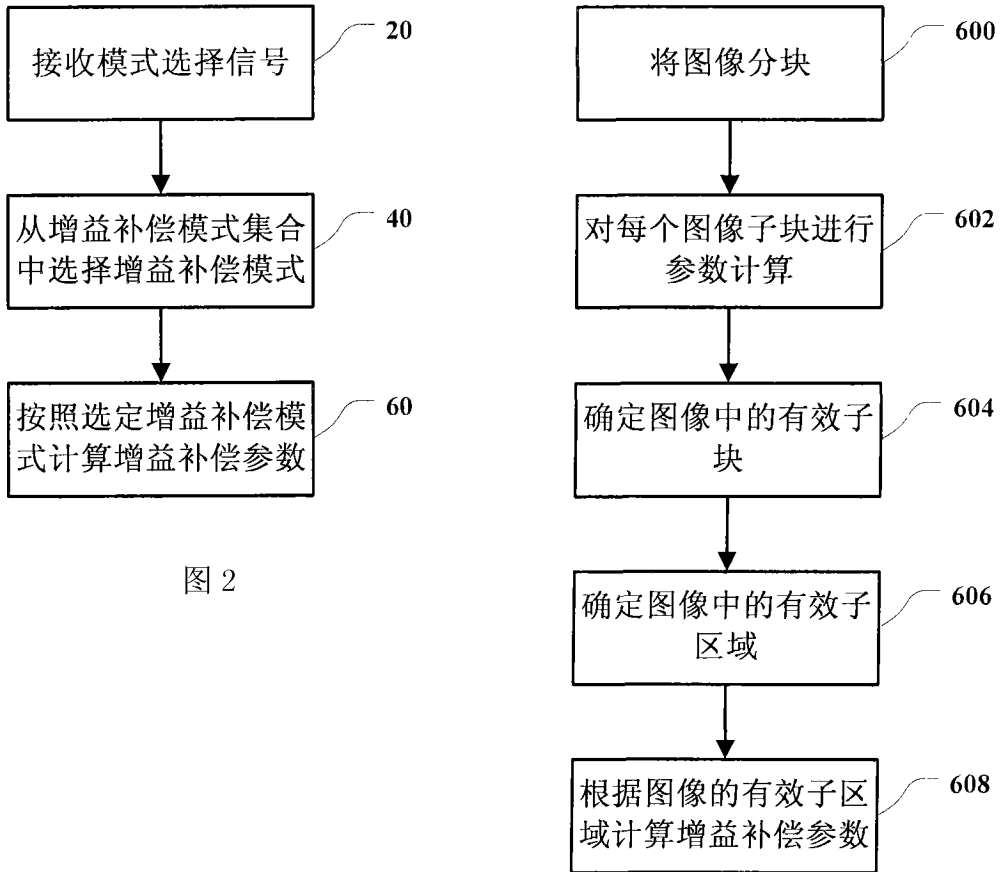 接收模式选择信号
20
从增益补偿模式集合
中选择增益补偿模式
40
按照选定增益补偿模
式计算增益补偿参数
60
图 2
将图像分块
600
对每个图像子块进行
参数计算
602
确定图像中的有效子
块
604
确定图像中的有效子
区域
606
根据图像的有效子区
域计算增益补偿参数
608